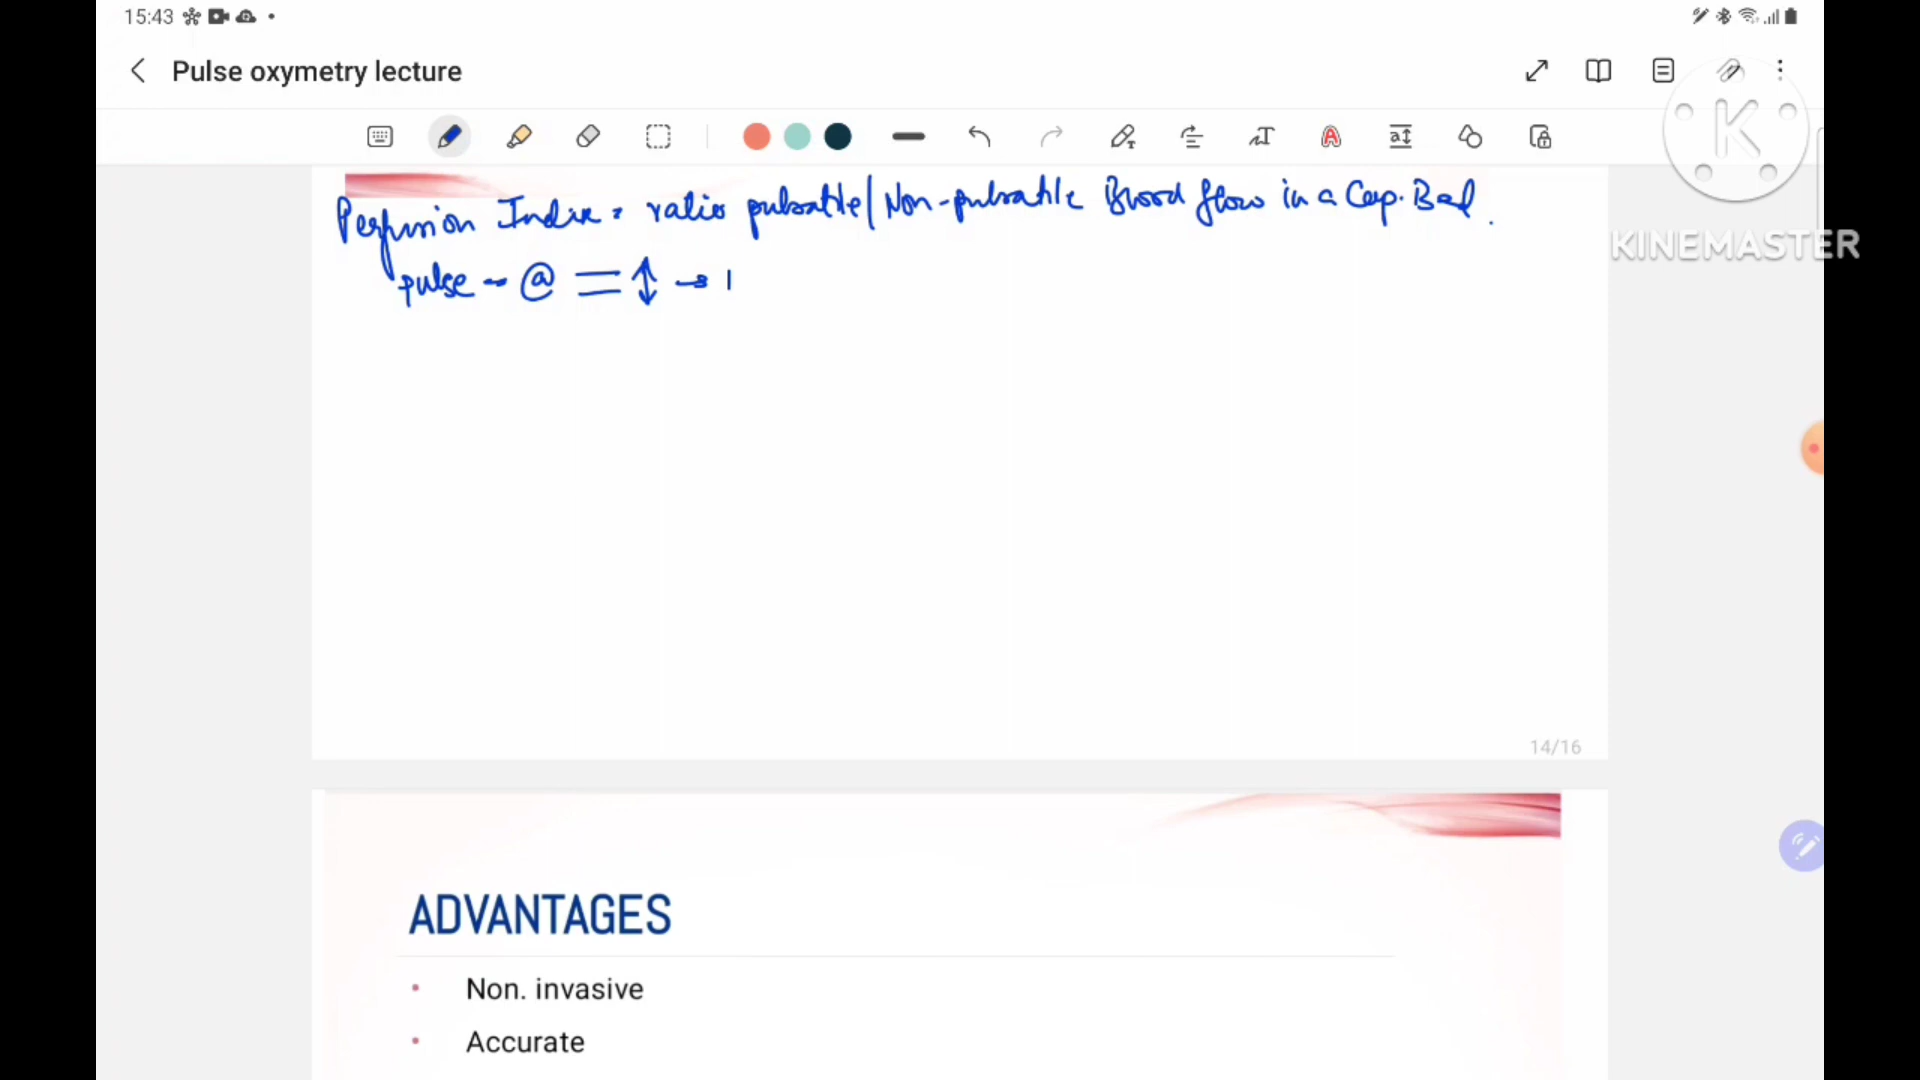 15:43
Pulse oxymetry lecture
KINEMASTER
Perfusion Index = ratio pulsatile/Non-pulsatile Blood flow in a Cap. Bed.
pulse → @ = ↕ → I
14/16
ADVANTAGES
• Non. invasive
• Accurate